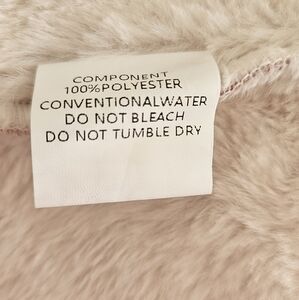 COMPONENT
100%POLYESTER
CONVENTIONALWATER
DO NOT BLEACH
DO NOT TUMBLE DRY